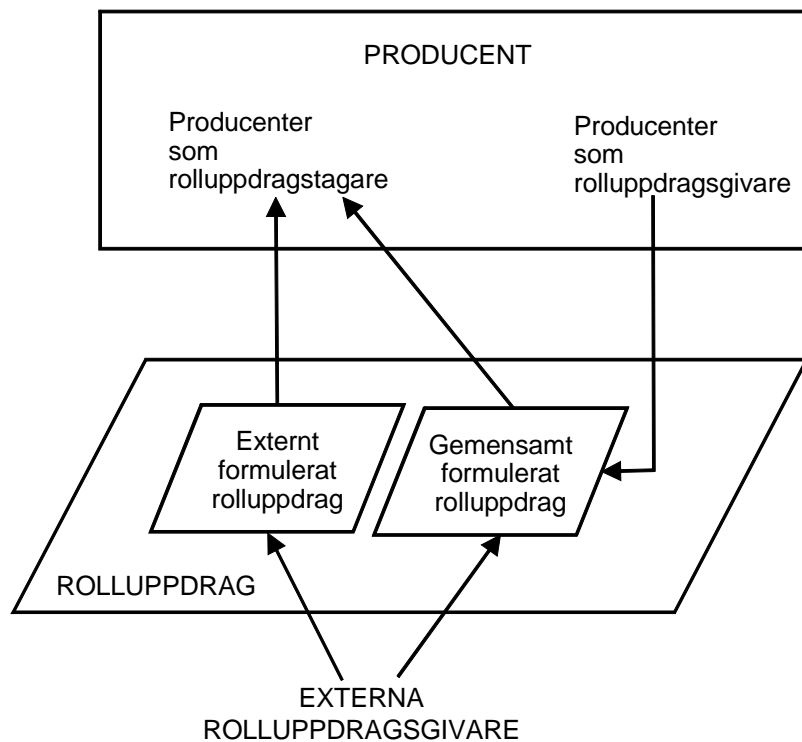 PRODUCENT
Producenter
som
rolluppdragstagare
Producenter
som
rolluppdragsgivare
Externt
formulerat
rolluppdrag
Gemensamt
formulerat
rolluppdrag
ROLLUPPDRAG
EXTERNA
ROLLUPPDRAGSGIVARE